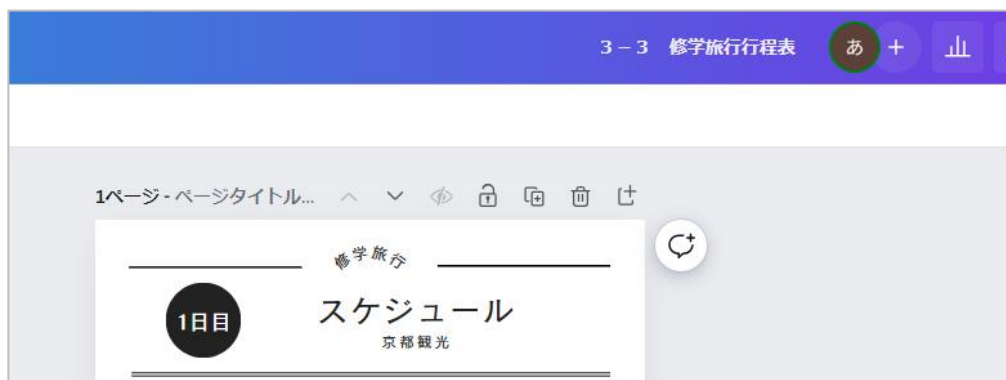 3－3　修学旅行行程表
あ
1ページ - ページタイトル...
修学旅行
1日目
スケジュール
京都観光